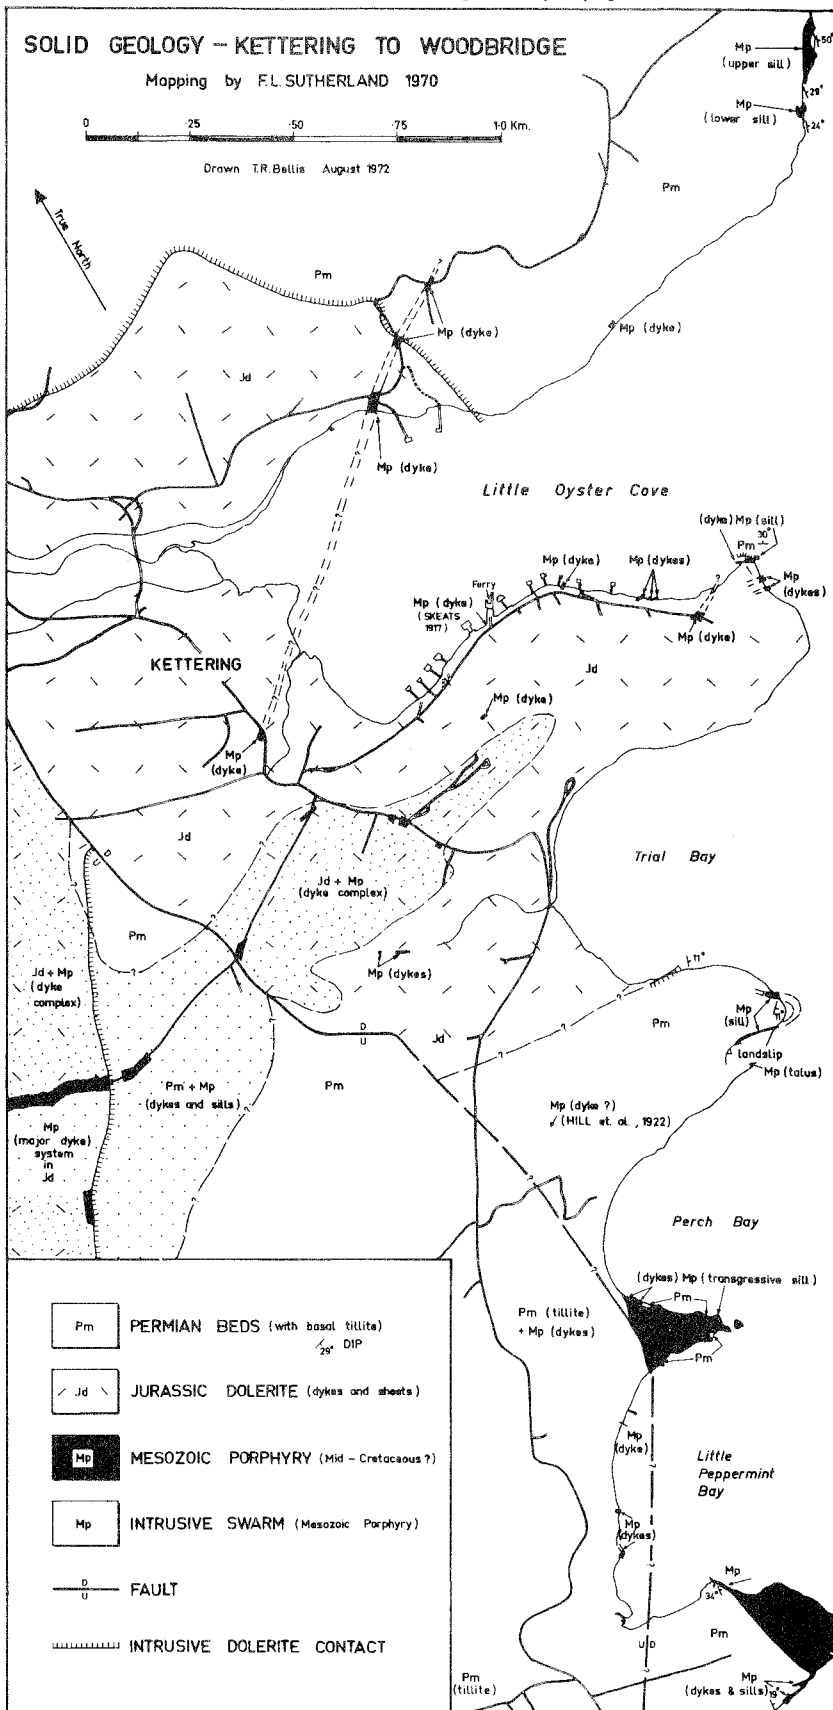 SOLID GEOLOGY – KETTERING TO WOODBRIDGE
Mapping by F.L. SUTHERLAND 1970
0 ·25 ·50 ·75 1·0 Km.
Drawn T.R. Bellis August 1972
True North
Mp
(upper sill)
50°
29°
Mp
(lower sill)
24°
Pm
Pm
?
Mp (dyke)
Mp (dyke)
Jd
?
Mp (dyke)
?
Little Oyster Cove
(dyke) Mp (sill)
Pm 30°
Mp (dyke)
Mp (dykes)
Mp
(dykes)
Ferry
Mp (dyke)
(SKEATS
1917)
?
Mp (dyke)
KETTERING
Jd
?
Mp (dyke)
Mp
(dyke)
Jd
Trial Bay
D
U
Jd + Mp
(dyke complex)
Pm
?
?
Jd + Mp
(dyke
complex)
Mp (dykes)
11°
?
Mp
(sill)
11°
Pm
?
D
U
Jd
?
landslip
Mp (talus)
Pm + Mp
(dykes and sills)
?
Pm
Mp (dyke ?)
(HILL et. al., 1922)
Mp
(major dyke)
system
in
Jd
?
?
Perch Bay
?
(dykes) Mp (transgressive sill)
Pm
Pm (tillite)
+ Mp (dykes)
Pm
Mp
(dyke)
Little
Peppermint
Bay
?
Mp
(dykes)
Mp
34°
U D
Pm
?
Mp
(dykes & sills)
19°
Pm
(tillite)
Pm PERMIAN BEDS (with basal tillite)
29° DIP
Jd JURASSIC DOLERITE (dykes and sheets)
Mp MESOZOIC PORPHYRY (Mid – Cretaceous ?)
Mp INTRUSIVE SWARM (Mesozoic Porphyry)
D
U
FAULT
INTRUSIVE DOLERITE CONTACT